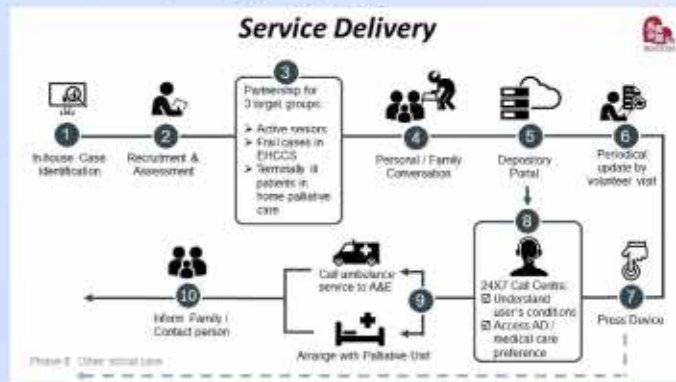 Service Delivery
1
In-house Case
Identification
2
Recruitment &
Assessment
3
Partnership for
3 target groups:
➢ Active seniors
➢ Frail cases in
EHCCS
➢ Terminally ill
patients in
home palliative
care
4
Personal / Family
Conversation
5
Depository
Portal
6
Periodical
update by
volunteer visit
7
Press Device
8
24X7 Call Centre:
☑ Understand
user's conditions
☑ Access AD /
medical care
preference
9
Call ambulance
service to A&E
Arrange with Palliative Unit
10
Inform Family /
Contact person
Other social care